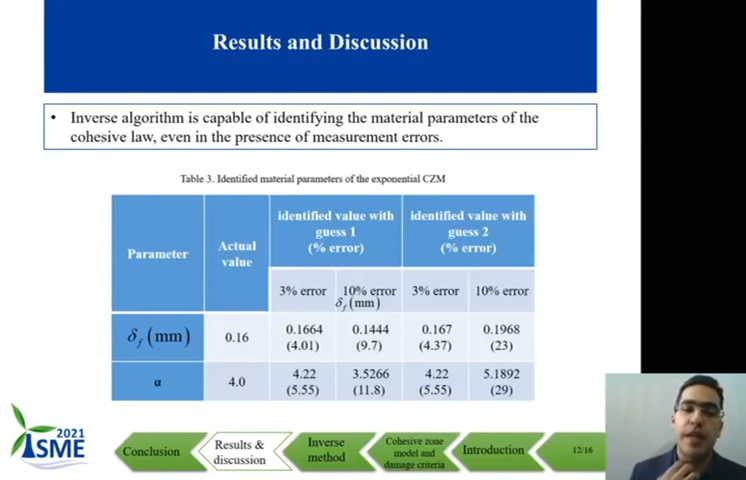 Results and Discussion
• Inverse algorithm is capable of identifying the material parameters of the
cohesive law, even in the presence of measurement errors.
Table 3. Identified material parameters of the exponential CZM
Parameter
Actual
value
identified value with
guess 1
(% error)
identified value with
guess 2
(% error)
3% error
10% error
δf(mm)
3% error
10% error
δf(mm)
0.16
0.1664
(4.01)
0.1444
(9.7)
0.167
(4.37)
0.1968
(23)
α
4.0
4.22
(5.55)
3.5266
(11.8)
4.22
(5.55)
5.1892
(29)
2021
ISME
Conclusion
Results &
discussion
Inverse
method
Cohesive zone
model and
damage criteria
Introduction
12/16